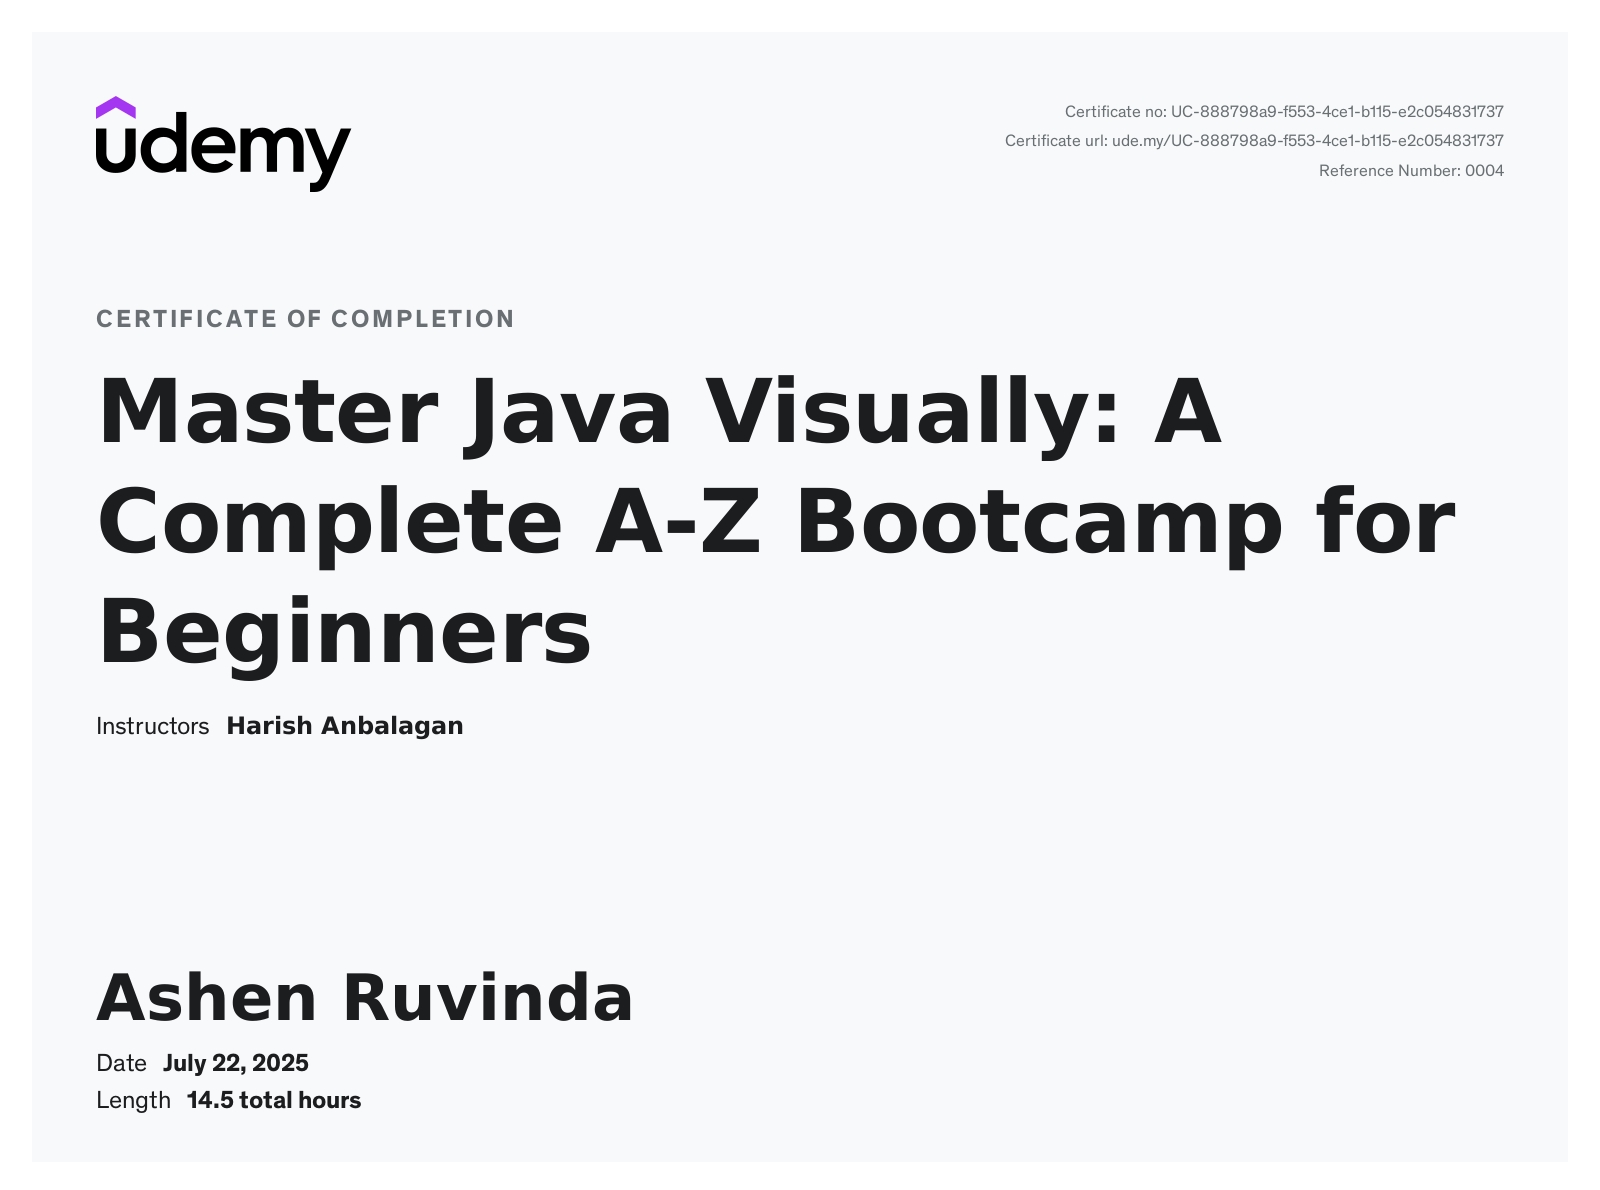 udemy
Certificate no: UC-888798a9-f553-4ce1-b115-e2c054831737
Certificate url: ude.my/UC-888798a9-f553-4ce1-b115-e2c054831737
Reference Number: 0004
CERTIFICATE OF COMPLETION
Master Java Visually: A
Complete A-Z Bootcamp for
Beginners
Instructors Harish Anbalagan
Ashen Ruvinda
Date July 22, 2025
Length 14.5 total hours